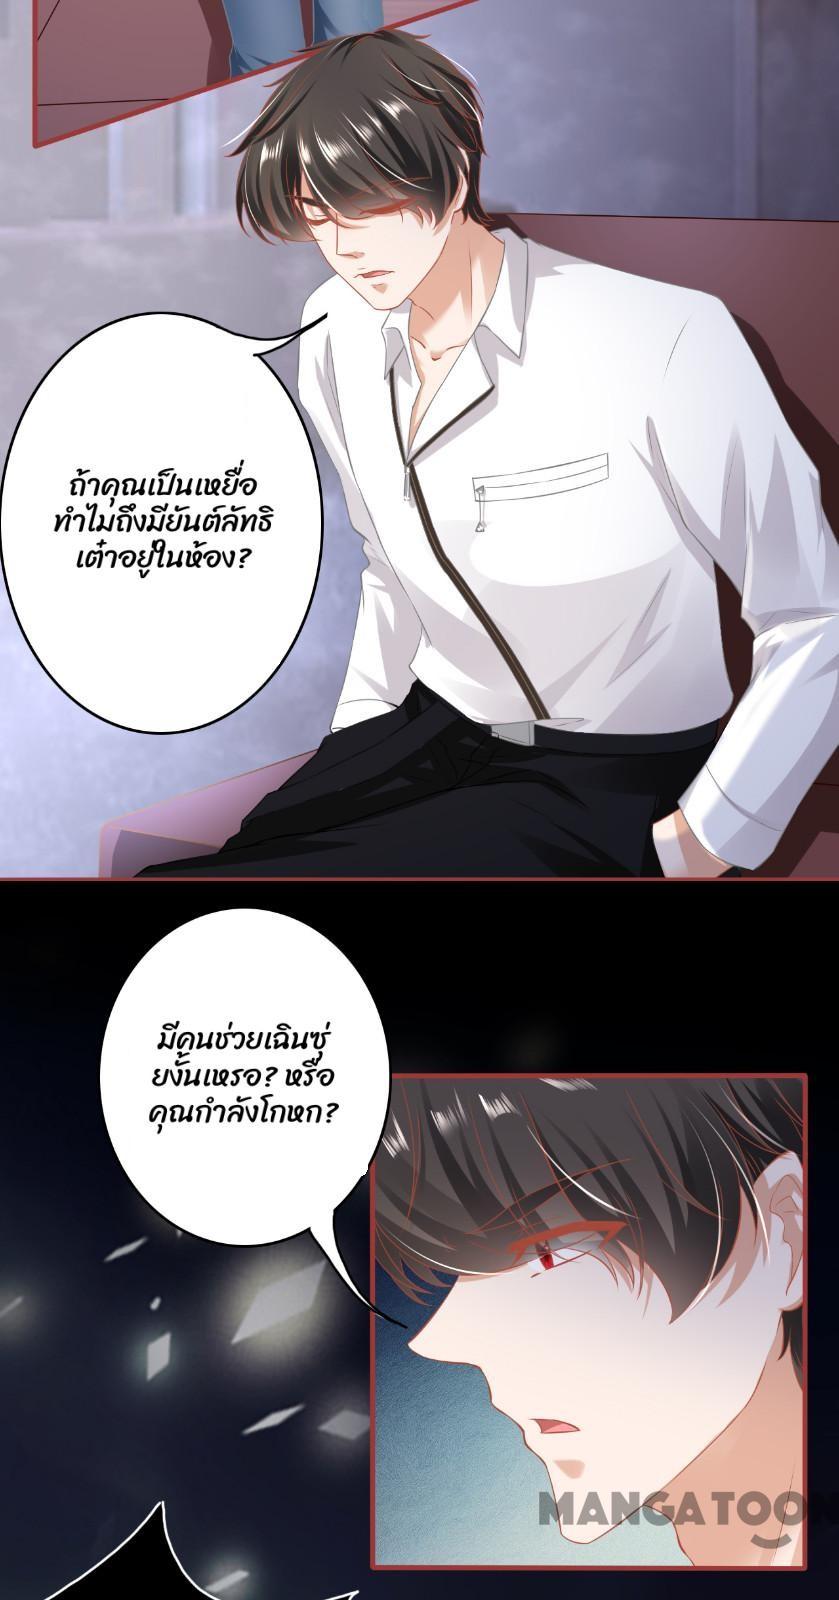 ถ้าคุณเป็นเหยื่อ
ทำไมถึงมียันต์ลัทธิ
เต๋าอยู่ในห้อง?
มีคนช่วยเฉินซุ่
ยงั้นเหรอ? หรือ
คุณกำลังโกหก?
MANGATOON